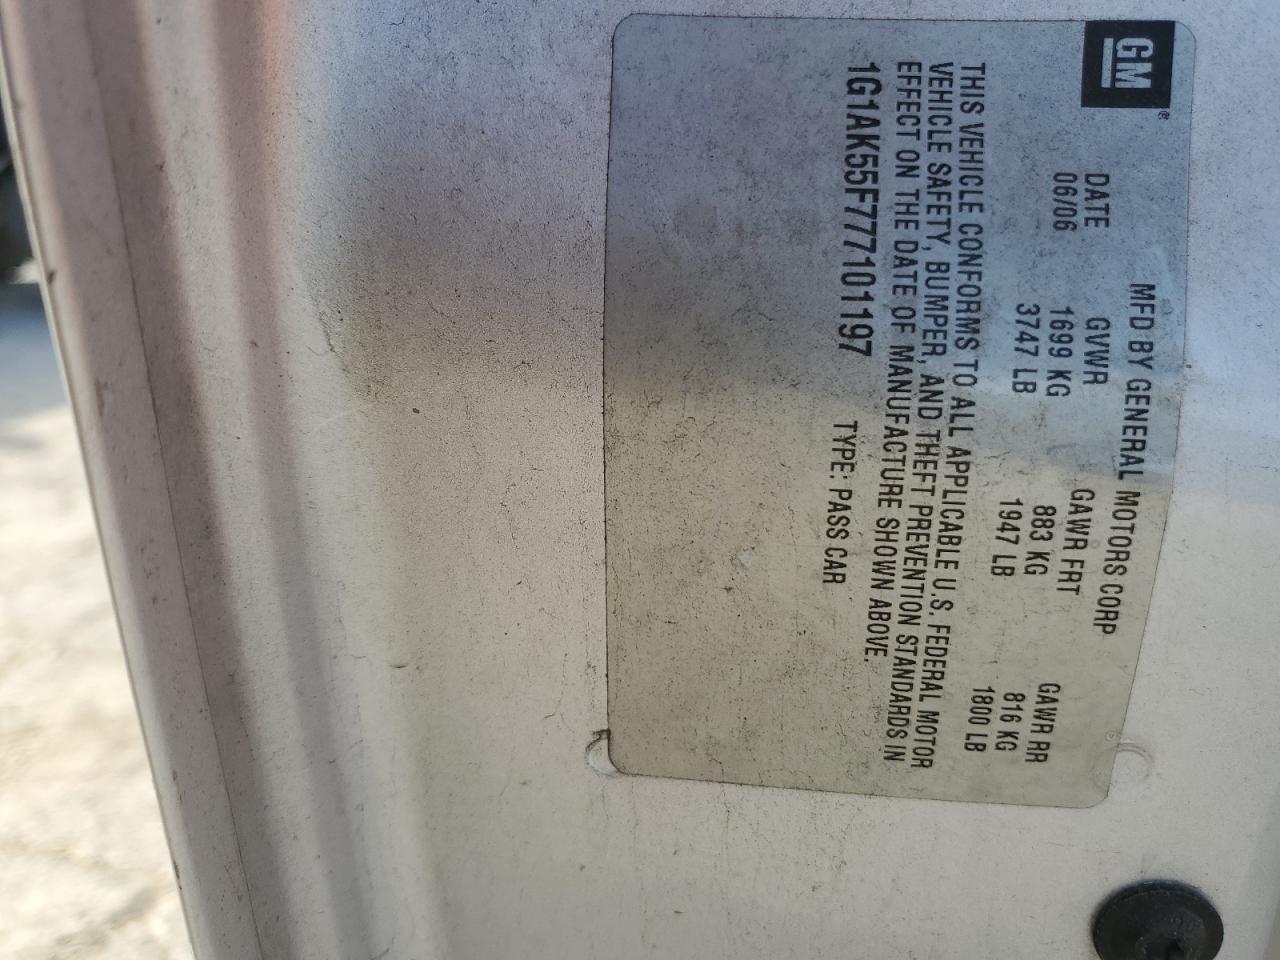 GM®
MFD BY GENERAL MOTORS CORP
DATE GVWR GAWR FRT GAWR RR
06/06 1699 KG 883 KG 816 KG
3747 LB 1947 LB 1800 LB
THIS VEHICLE CONFORMS TO ALL APPLICABLE U.S. FEDERAL MOTOR
VEHICLE SAFETY, BUMPER, AND THEFT PREVENTION STANDARDS IN
EFFECT ON THE DATE OF MANUFACTURE SHOWN ABOVE.
1G1AK55F777101197 TYPE: PASS CAR